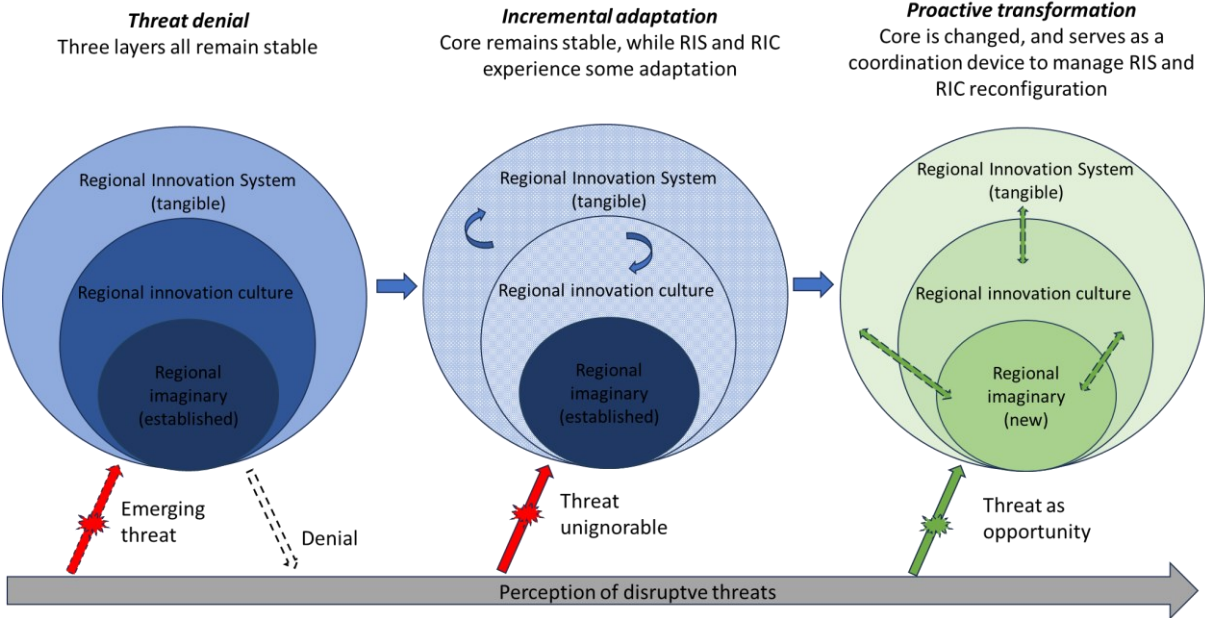 Threat denial
Three layers all remain stable
Incremental adaptation
Core remains stable, while RIS and RIC
experience some adaptation
Proactive transformation
Core is changed, and serves as a
coordination device to manage RIS and
RIC reconfiguration
Regional Innovation System
(tangible)
Regional innovation culture
Regional
imaginary
(established)
Regional Innovation System
(tangible)
Regional innovation culture
Regional
imaginary
(established)
Regional Innovation System
(tangible)
Regional innovation culture
Regional
imaginary
(new)
Emerging
threat
Denial
Threat
unignorable
Threat as
opportunity
Perception of disruptve threats